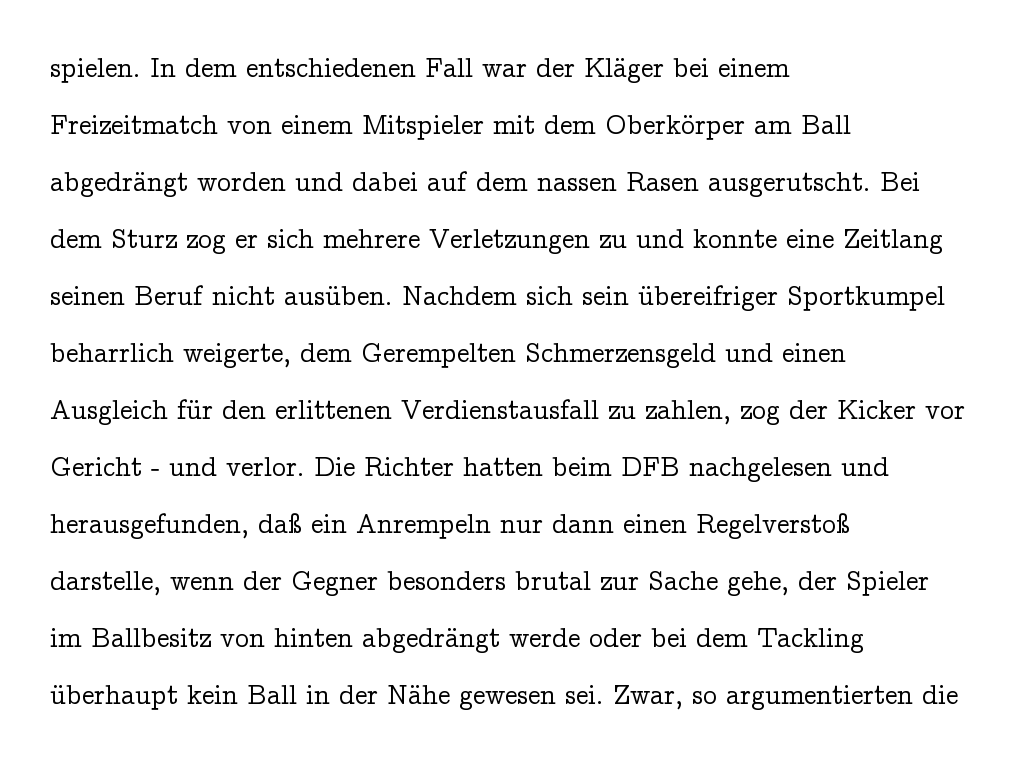 spielen. In dem entschiedenen Fall war der Kläger bei einem
Freizeitmatch von einem Mitspieler mit dem Oberkörper am Ball
abgedrängt worden und dabei auf dem nassen Rasen ausgerutscht. Bei
dem Sturz zog er sich mehrere Verletzungen zu und konnte eine Zeitlang
seinen Beruf nicht ausüben. Nachdem sich sein übereifriger Sportkumpel
beharrlich weigerte, dem Gerempelten Schmerzensgeld und einen
Ausgleich für den erlittenen Verdienstausfall zu zahlen, zog der Kicker vor
Gericht - und verlor. Die Richter hatten beim DFB nachgelesen und
herausgefunden, daß ein Anrempeln nur dann einen Regelverstoß
darstelle, wenn der Gegner besonders brutal zur Sache gehe, der Spieler
im Ballbesitz von hinten abgedrängt werde oder bei dem Tackling
überhaupt kein Ball in der Nähe gewesen sei. Zwar, so argumentierten die